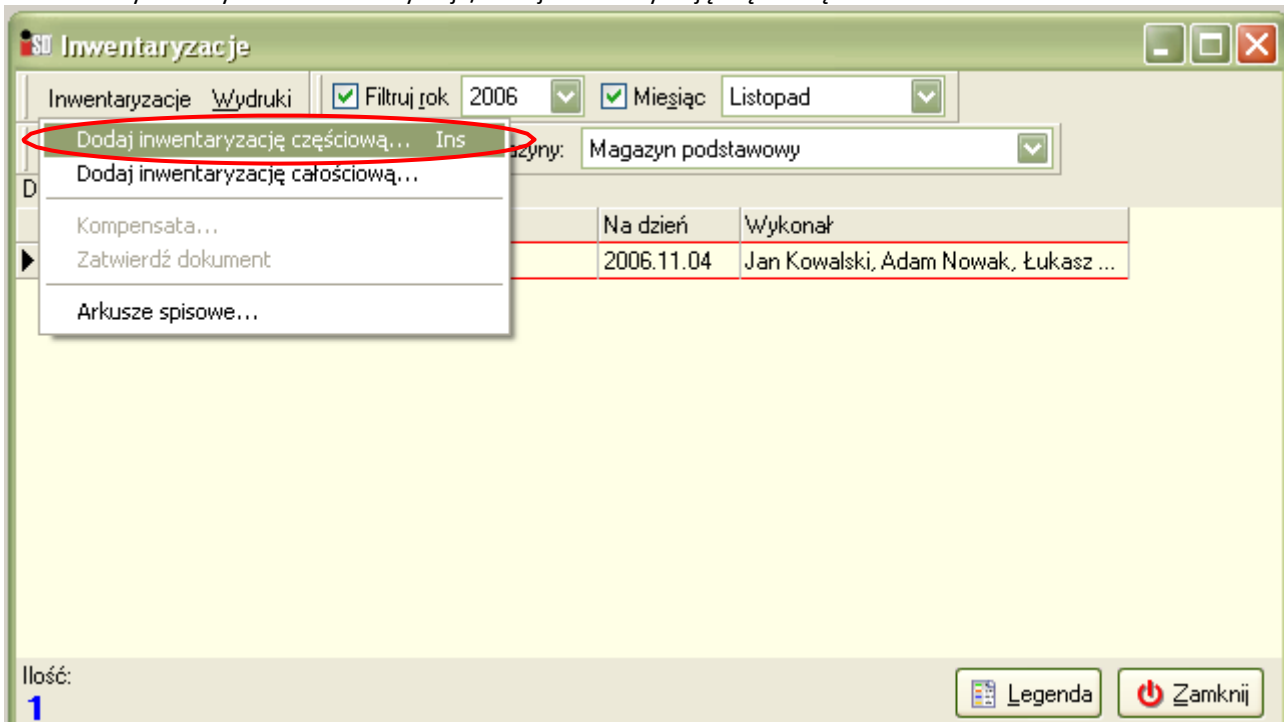 iSD Inwentaryzacje
Inwentaryzacje Wydruki Filtruj rok 2006 Miesiąc Listopad
Dodaj inwentaryzację częściową... Ins
Magazyn podstawowy
Dodaj inwentaryzację całościową...
Kompensata...
Na dzień Wykonał
Zatwierdź dokument
2006.11.04 Jan Kowalski, Adam Nowak, Łukasz ...
Arkusze spisowe...
Ilość:
1
Legenda Zamknij